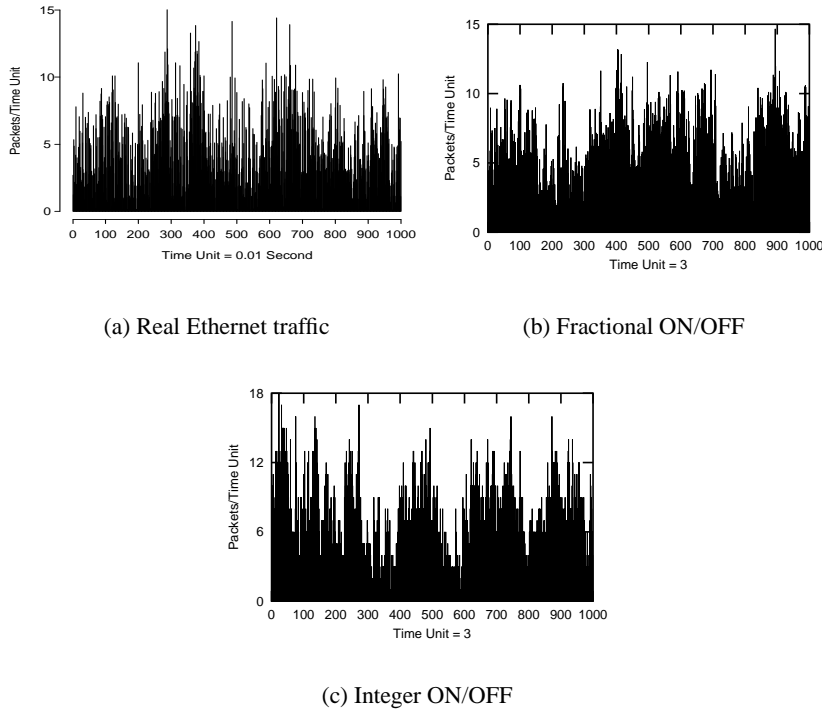 15
10
5
0
Packets/Time Unit
0 100 200 300 400 500 600 700 800 900 1000
Time Unit = 0.01 Second
(a) Real Ethernet traffic
15
10
5
0
Packets/Time Unit
0 100 200 300 400 500 600 700 800 900 1000
Time Unit = 3
(b) Fractional ON/OFF
18
12
6
0
Packets/Time Unit
0 100 200 300 400 500 600 700 800 900 1000
Time Unit = 3
(c) Integer ON/OFF